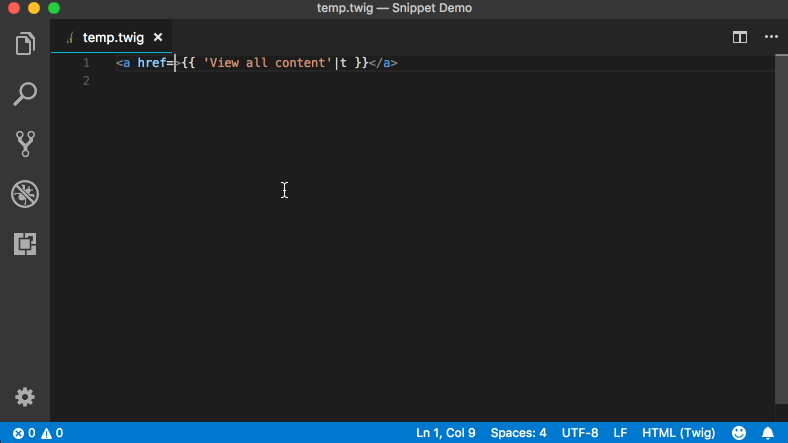 temp.twig — Snippet Demo
temp.twig ×
1 <a href=>{{ 'View all content'|t }}</a>
2
0 0 Ln 1, Col 9 Spaces: 4 UTF-8 LF HTML (Twig)